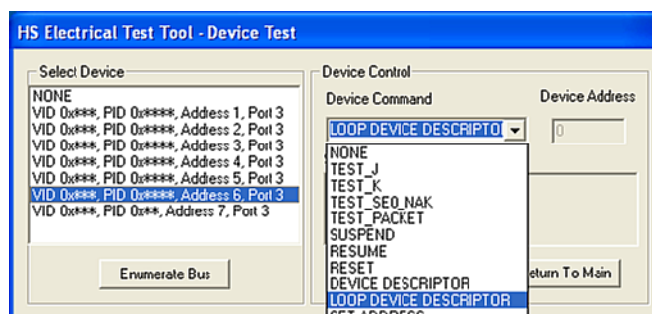 HS Electrical Test Tool - Device Test
Select Device
NONE
VID 0x***, PID 0x****, Address 1, Port 3
VID 0x***, PID 0x****, Address 2, Port 3
VID 0x***, PID 0x****, Address 3, Port 3
VID 0x***, PID 0x****, Address 4, Port 3
VID 0x***, PID 0x****, Address 5, Port 3
VID 0x***, PID 0x****, Address 6, Port 3
VID 0x***, PID 0x**, Address 7, Port 3
Enumerate Bus
Device Control
Device Command
Device Address
LOOP DEVICE DESCRIPTO
0
NONE
TEST_J
TEST_K
TEST_SE0_NAK
TEST_PACKET
SUSPEND
RESUME
RESET
DEVICE DESCRIPTOR
LOOP DEVICE DESCRIPTOR
SET ADDRESS
eturn To Main